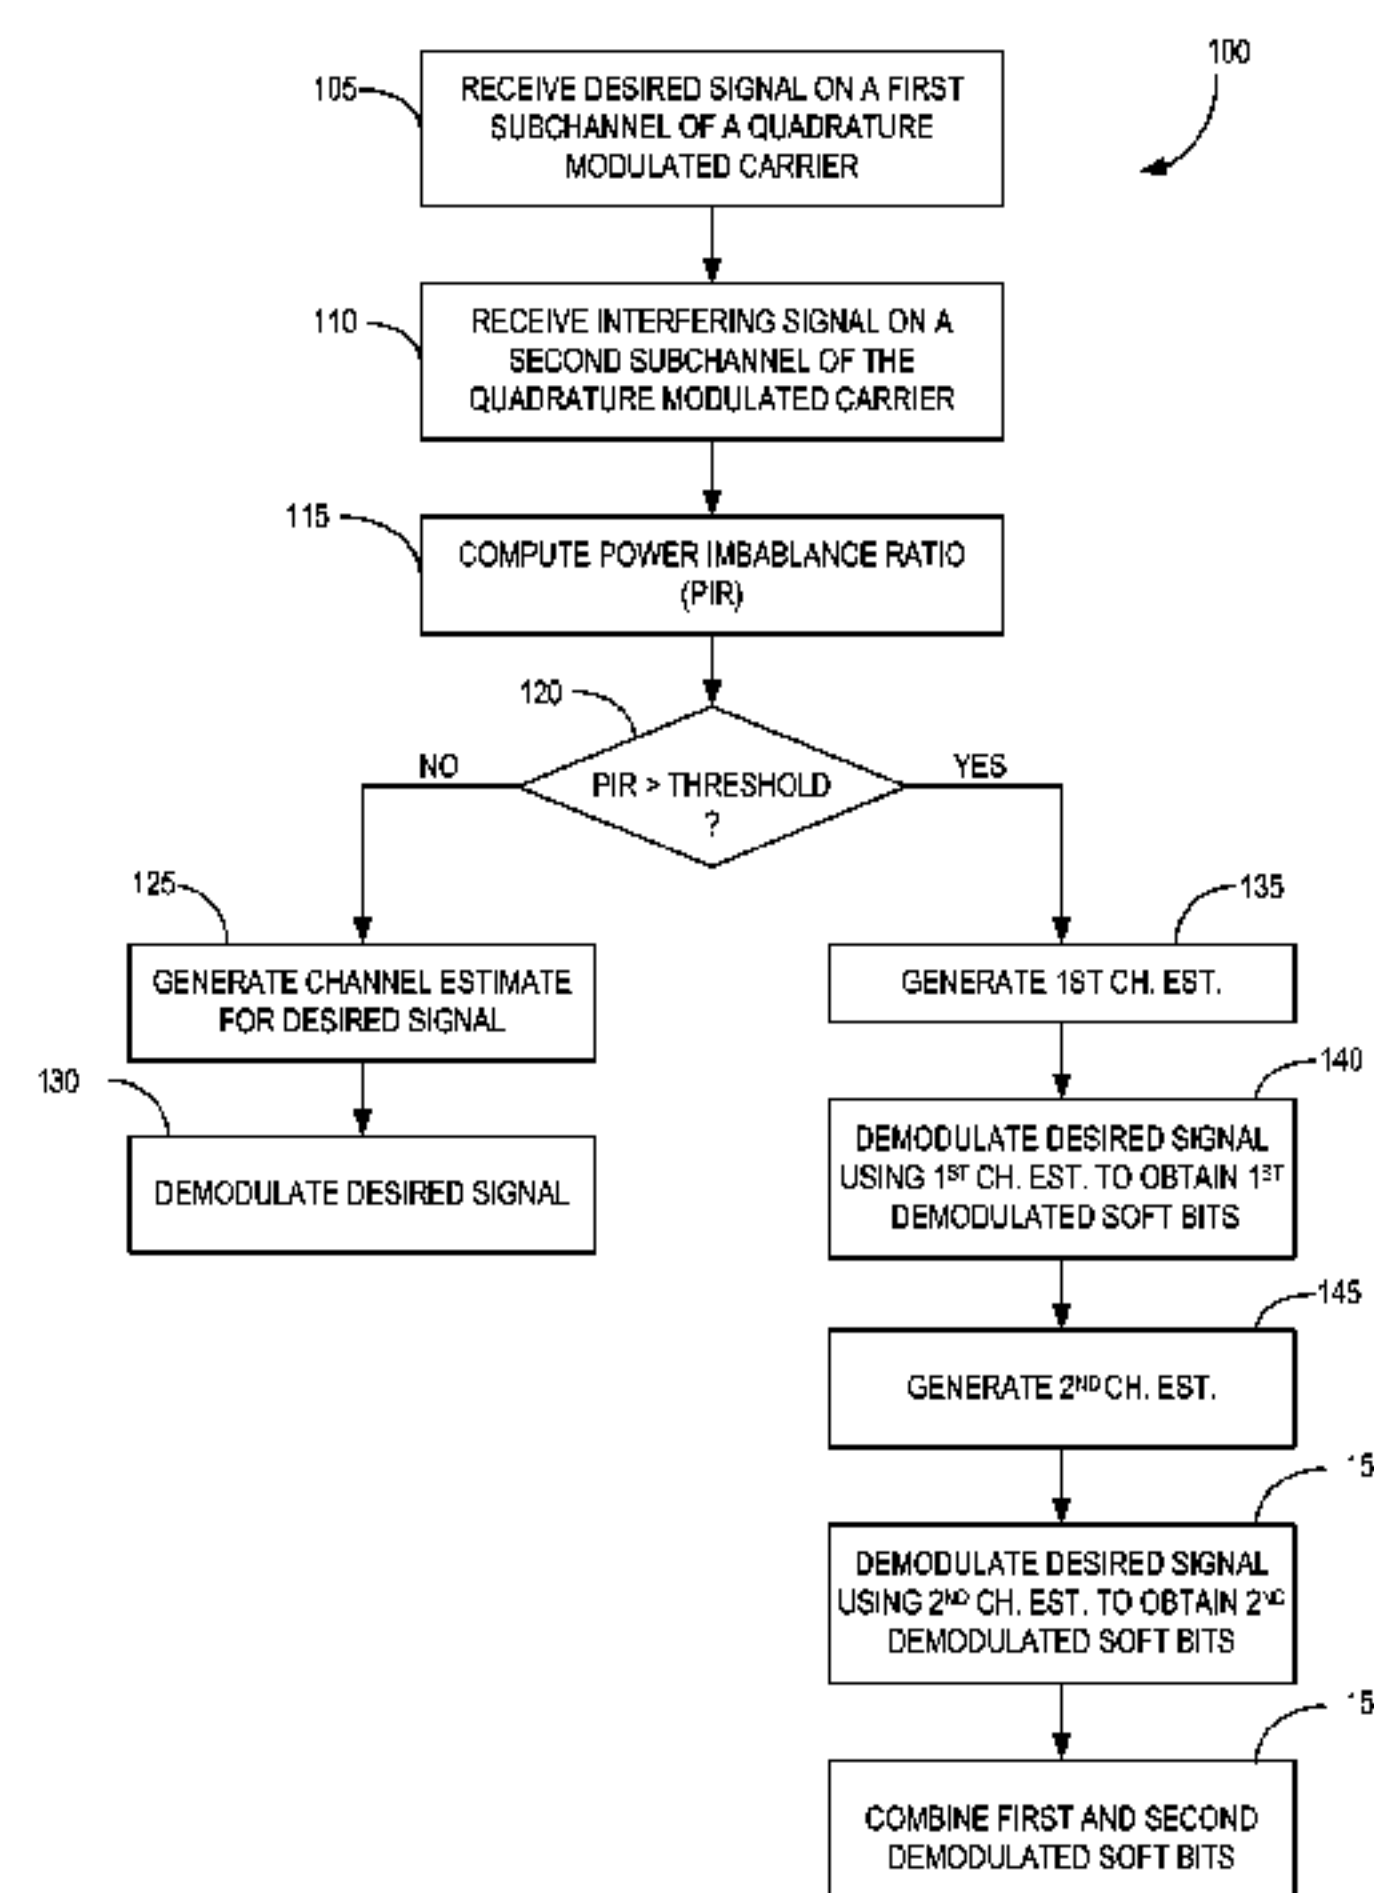 100
105
RECEIVE DESIRED SIGNAL ON A FIRST
SUBCHANNEL OF A QUADRATURE
MODULATED CARRIER
110
RECEIVE INTERFERING SIGNAL ON A
SECOND SUBCHANNEL OF THE
QUADRATURE MODULATED CARRIER
115
COMPUTE POWER IMBABLANCE RATIO
(PIR)
120
NO
PIR > THRESHOLD
?
YES
125
GENERATE CHANNEL ESTIMATE
FOR DESIRED SIGNAL
130
DEMODULATE DESIRED SIGNAL
135
GENERATE 1ST CH. EST.
140
DEMODULATE DESIRED SIGNAL
USING 1ST CH. EST. TO OBTAIN 1ST
DEMODULATED SOFT BITS
145
GENERATE 2ND CH. EST.
15
DEMODULATE DESIRED SIGNAL
USING 2ND CH. EST. TO OBTAIN 2ND
DEMODULATED SOFT BITS
15
COMBINE FIRST AND SECOND
DEMODULATED SOFT BITS